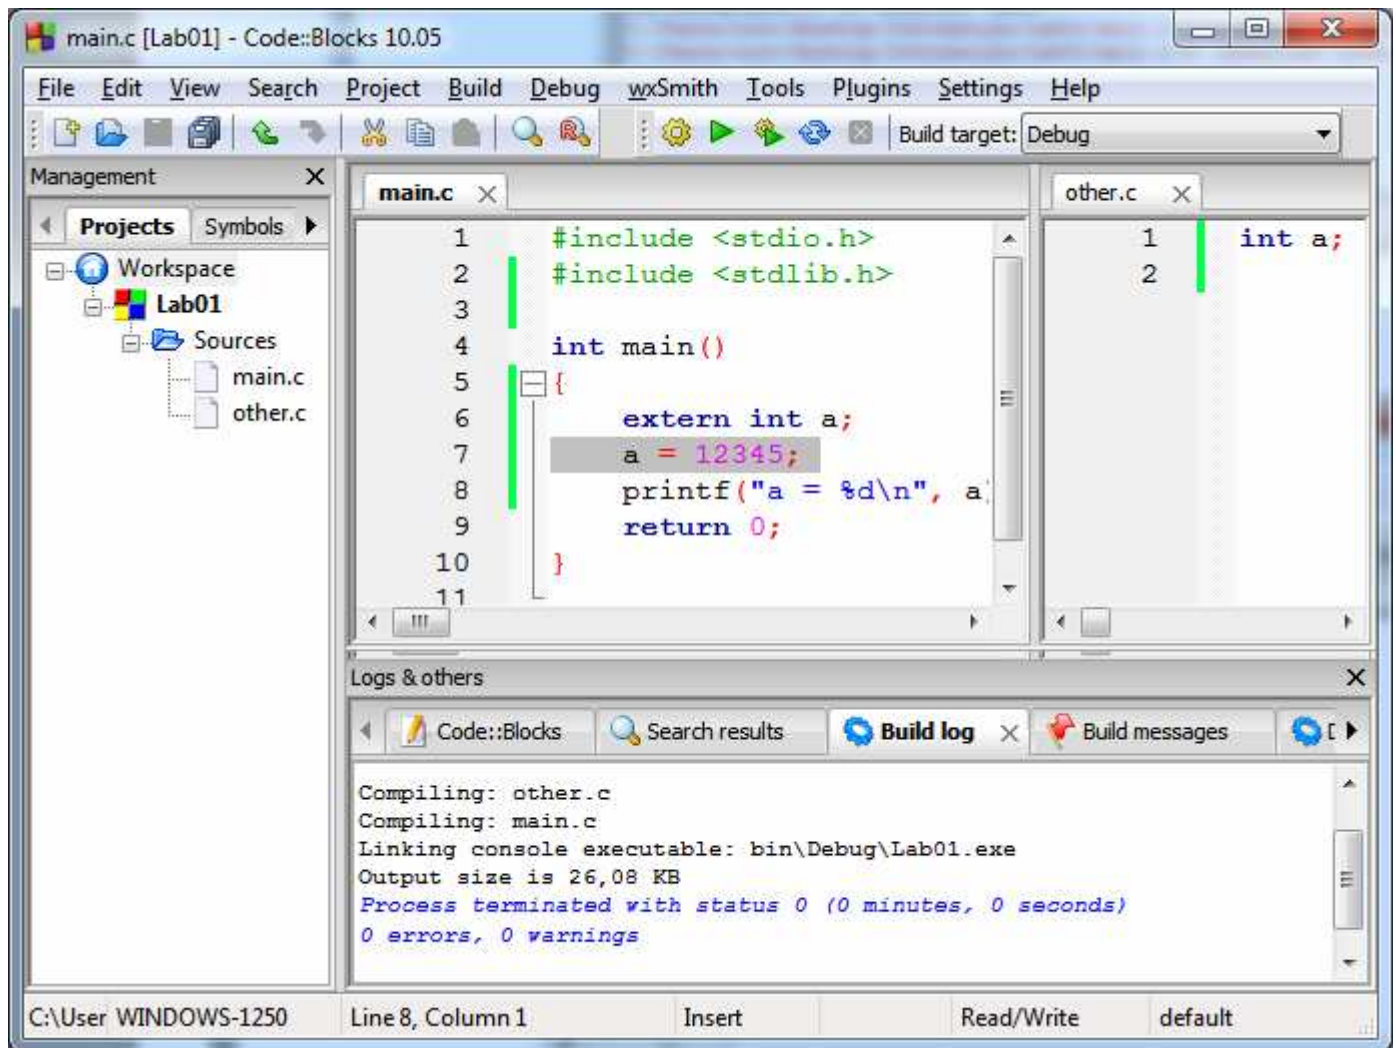 main.c [Lab01] - Code::Blocks 10.05
File Edit View Search Project Build Debug wxSmith Tools Plugins Settings Help
Build target: Debug
Management
Projects Symbols
Workspace
Lab01
Sources
main.c
other.c
main.c
1 #include <stdio.h>
2 #include <stdlib.h>
3
4 int main()
5 {
6 extern int a;
7 a = 12345;
8 printf("a = %d\n", a
9 return 0;
10 }
11
other.c
1 int a;
2
Logs & others
Code::Blocks Search results Build log Build messages
Compiling: other.c
Compiling: main.c
Linking console executable: bin\Debug\Lab01.exe
Output size is 26,08 KB
Process terminated with status 0 (0 minutes, 0 seconds)
0 errors, 0 warnings
C:\User WINDOWS-1250 Line 8, Column 1 Insert Read/Write default